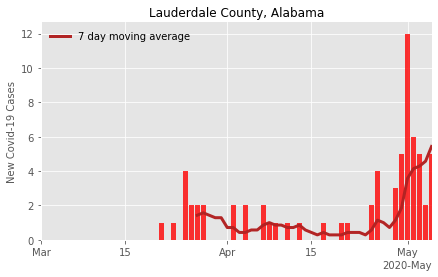 Lauderdale County, Alabama
7 day moving average
New Covid-19 Cases
12
10
8
6
4
2
0
Mar 15 Apr 15 May
2020-May